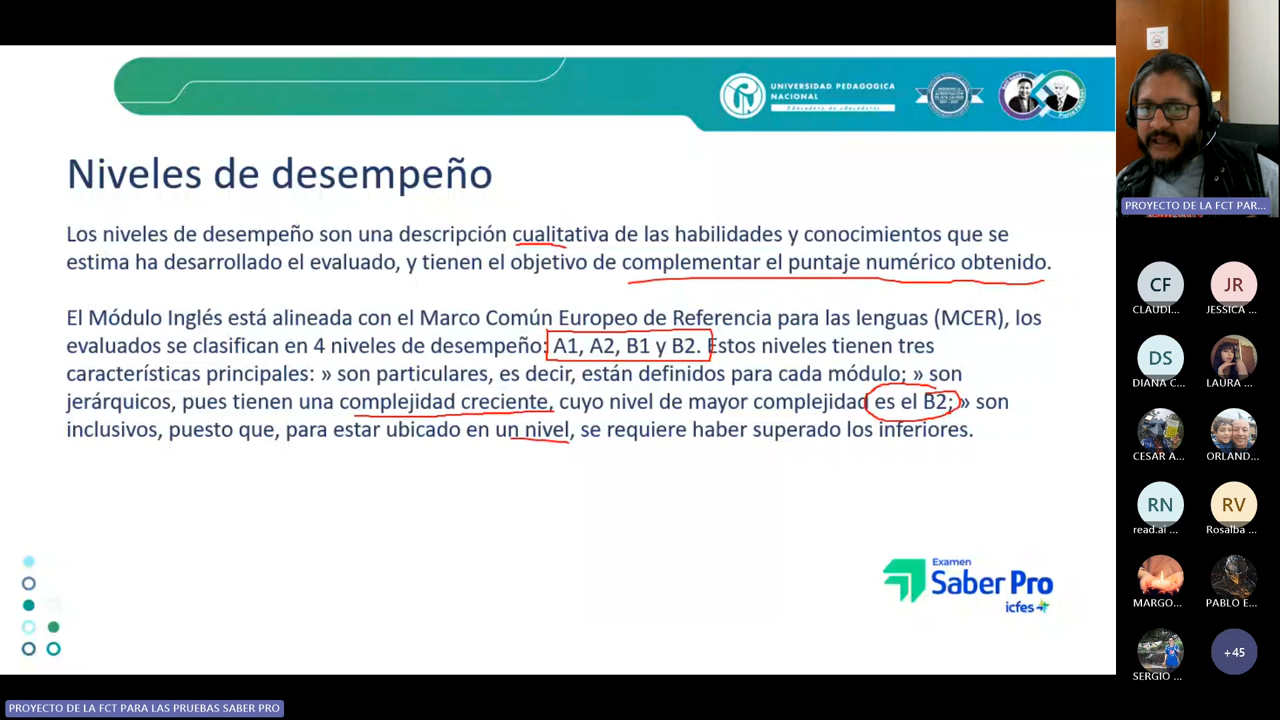 UNIVERSIDAD PEDAGOGICA
NACIONAL
Educadora de educadores
Niveles de desempeño
Los niveles de desempeño son una descripción cualitativa de las habilidades y conocimientos que se
estima ha desarrollado el evaluado, y tienen el objetivo de complementar el puntaje numérico obtenido.
El Módulo Inglés está alineada con el Marco Común Europeo de Referencia para las lenguas (MCER), los
evaluados se clasifican en 4 niveles de desempeño: A1, A2, B1 y B2. Estos niveles tienen tres
características principales: » son particulares, es decir, están definidos para cada módulo; » son
jerárquicos, pues tienen una complejidad creciente, cuyo nivel de mayor complejidad es el B2; » son
inclusivos, puesto que, para estar ubicado en un nivel, se requiere haber superado los inferiores.
Examen
Saber Pro
icfes
PROYECTO DE LA FCT PARA LAS PRUEBAS SABER PRO
PROYECTO DE LA FCT PAR...
CF JR
CLAUDI... JESSICA ...
DS
DIANA C... LAURA ...
CESAR A... ORLAND...
RN RV
read.ai ... Rosalba ...
MARGO... PABLO E...
+45
SERGIO ...